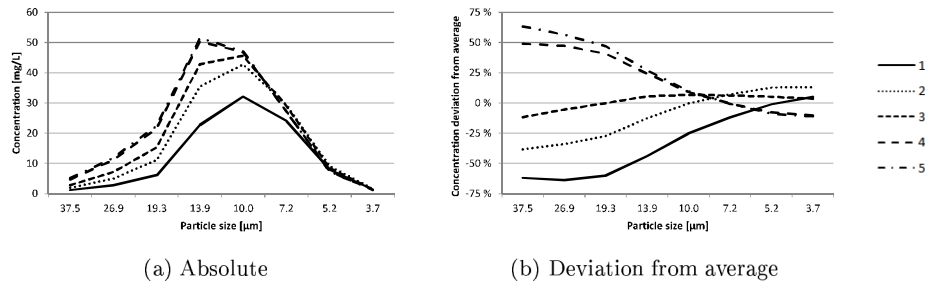 60
50
40
30
20
10
0
Concentration [mg/L]
37.5 26.9 19.3 13.9 10.0 7.2 5.2 3.7
Particle size [µm]
(a) Absolute
75 %
50 %
25 %
0 %
-25 %
-50 %
-75 %
Concentration deviation from average
37.5 26.9 19.3 13.9 10.0 7.2 5.2 3.7
Particle size [µm]
(b) Deviation from average
1
2
3
4
5